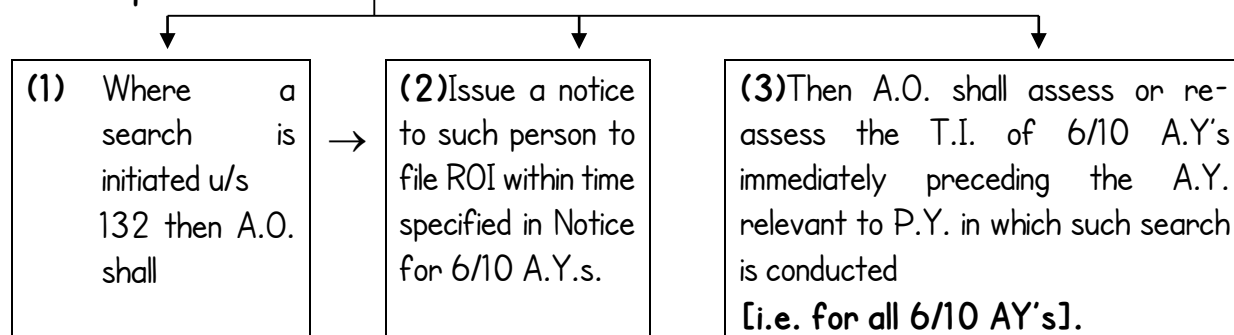 (1) Where a
search is
initiated u/s
132 then A.O.
shall
→
(2)Issue a notice
to such person to
file ROI within time
specified in Notice
for 6/10 A.Y.s.
(3)Then A.O. shall assess or re-
assess the T.I. of 6/10 A.Y's
immediately preceding the A.Y.
relevant to P.Y. in which such search
is conducted
[i.e. for all 6/10 AY's].